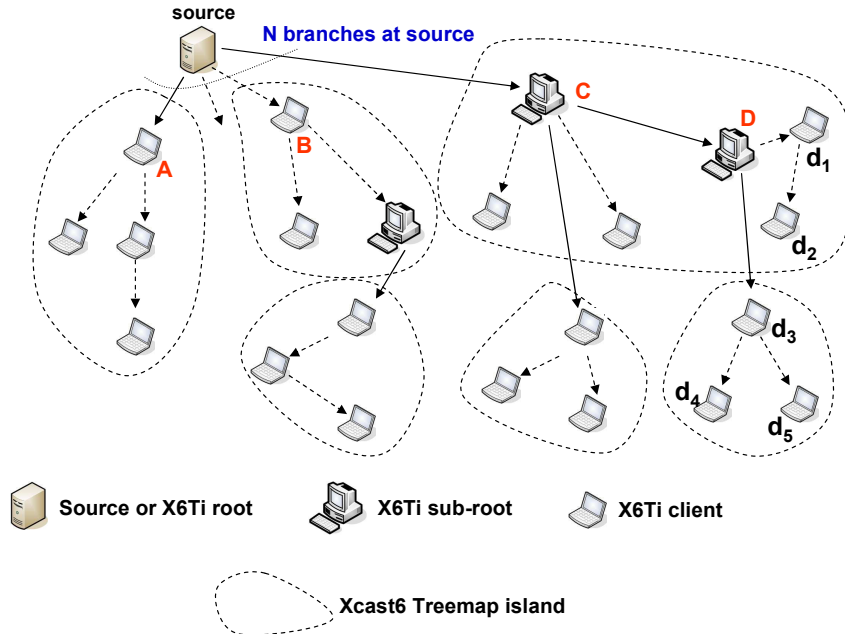 source
N branches at source
C
D
A
B
d1
d2
d3
d4
d5
Source or X6Ti root
X6Ti sub-root
X6Ti client
Xcast6 Treemap island